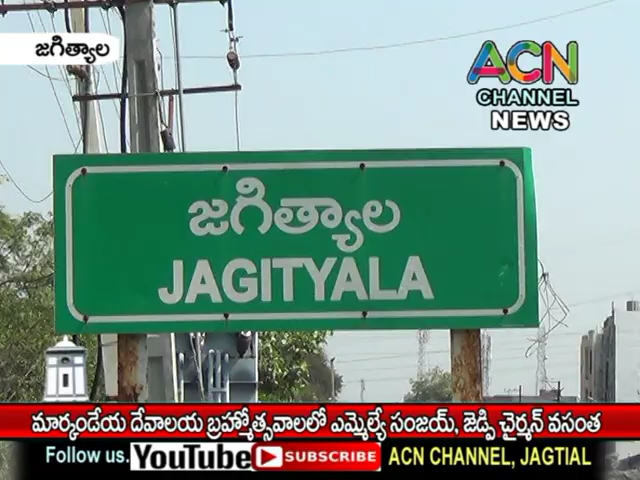 జగిత్యాల
ACN
CHANNEL
NEWS
జగిత్యాల
JAGITYALA
మార్కండేయ దేవాలయ బ్రహ్మోత్సవాలలో ఎమ్మెల్యే సంజయ్, జెడ్పి చైర్మన్ వసంత
Follow us. YouTube SUBSCRIBE ACN CHANNEL, JAGTIAL